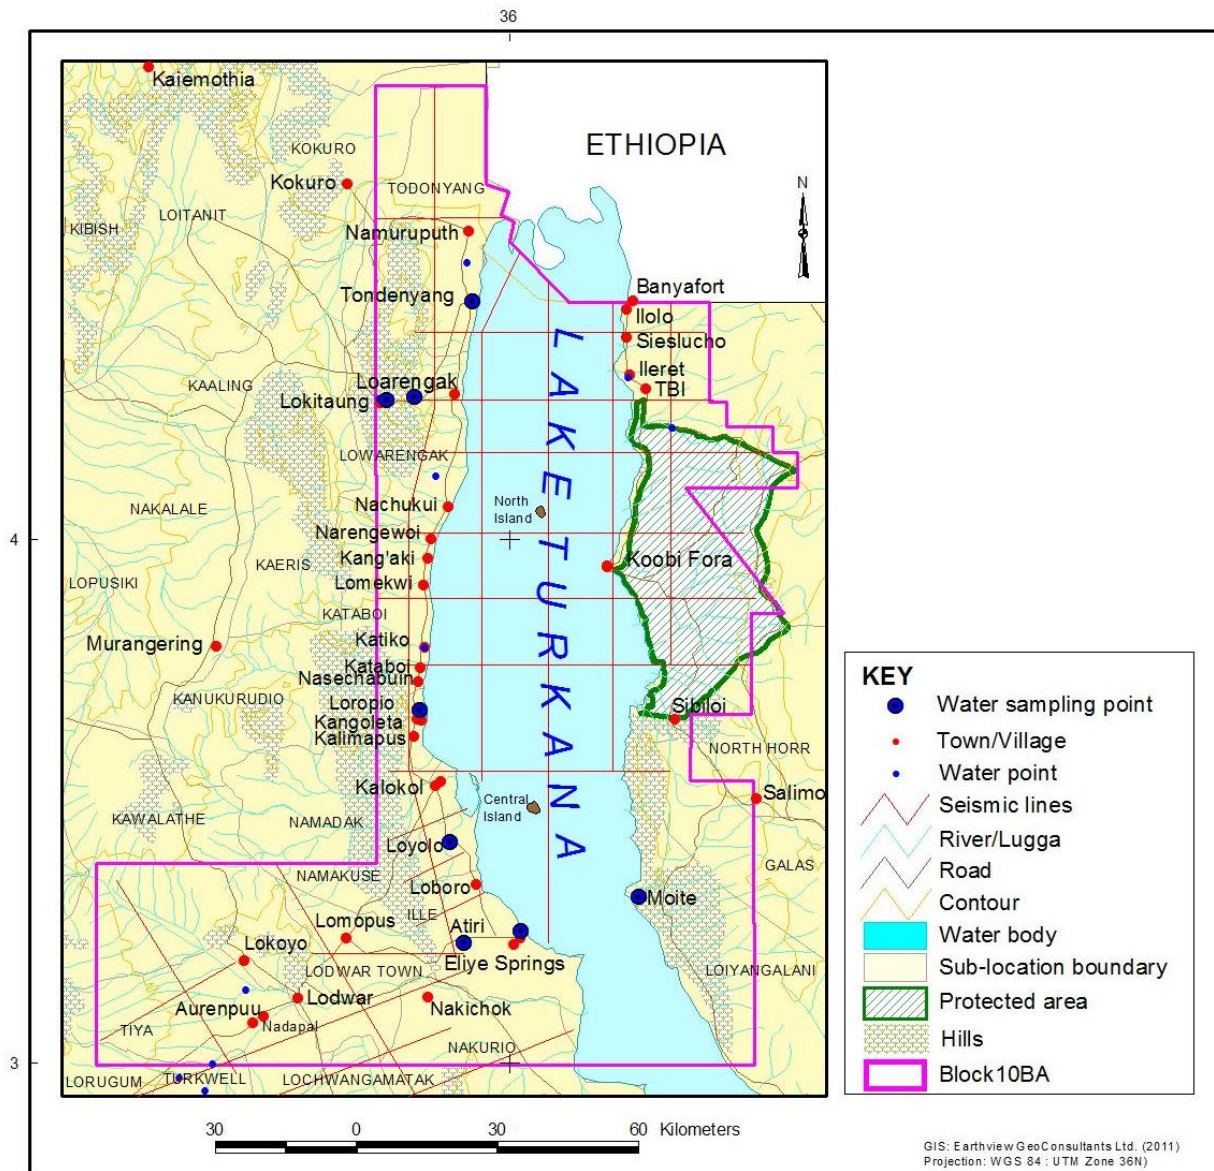 36
Kaiemothia
ETHIOPIA
KOKURO
Kokuro
TODONYANG
N
LOITANIT
KIBISH
Namuruputh
Banyafort
Tondenyang
Ilolo
Sieslucho
Ileret
KAALING
Loarengak
TBI
Lokitaung
LOWARENGAK
NAKALALE
Nachukui
North
Island
Narengewoi
4
Kang'aki
Koobi Fora
KAERIS
LOPUSIKI
Lomekwi
KATABOI
Murangering
Katiko
Kataboi
Nasechabuin
KANUKURUDIO
Loropio
Sibiloi
Kangoleta
Kalimapus
NORTH HORR
LAKE TURKANA
Kalokol
Salimo
Central
Island
KAWALATHE
NAMADAK
Loyolo
GALAS
NAMAKUSE
Loboro
Moite
ILLE
Lomopus
Atiri
Lokoyo
Eliye Springs
LODWAR TOWN
LOIYANGALANI
Lodwar
Nakichok
Aurenpuu
Nadapal
TIYA
NAKURIO
3
LORUGUM
TURKWELL
LOCHWANGAMATAK
KEY
Water sampling point
Town/Village
Water point
Seismic lines
River/Lugga
Road
Contour
Water body
Sub-location boundary
Protected area
Hills
Block10BA
30 0 30 60 Kilometers
GIS: Earthview GeoConsultants Ltd. (2011)
Projection: WGS 84 : UTM Zone 36N)